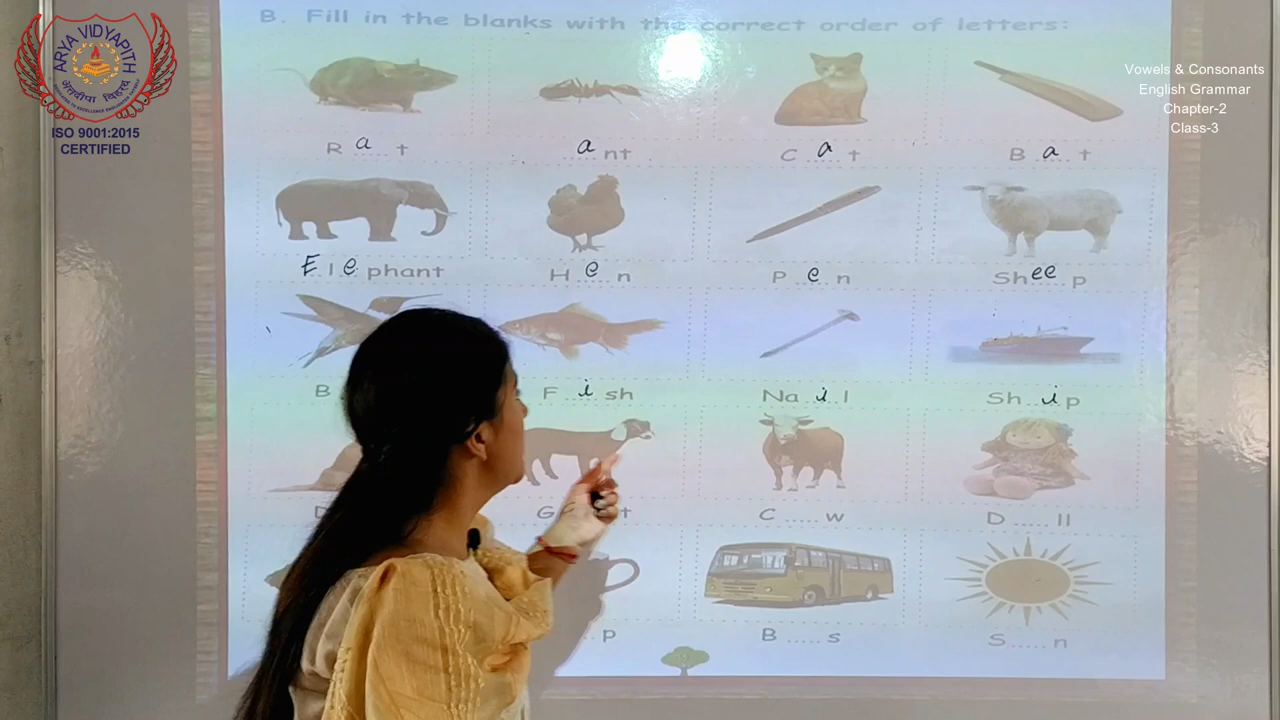 B. Fill in the blanks with the correct order of letters:
ARYA VIDYAPITH
ISO 9001:2015
CERTIFIED
Vowels & Consonants
English Grammar
Chapter-2
Class-3
R a t
a nt
C a t
B a t
E l e phant
H e n
P e n
Sh ee p
B
F i sh
Na i l
Sh i p
D
G t
C ..... w
D ..... ll
p
B ..... s
S ..... n